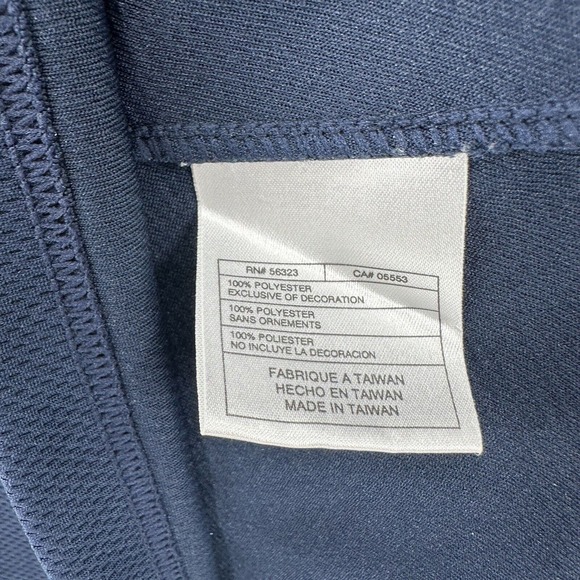 RN# 56323 CA# 05553
100% POLYESTER
EXCLUSIVE OF DECORATION
100% POLYESTER
SANS ORNEMENTS
100% POLIESTER
NO INCLUYE LA DECORACION
FABRIQUE A TAIWAN
HECHO EN TAIWAN
MADE IN TAIWAN